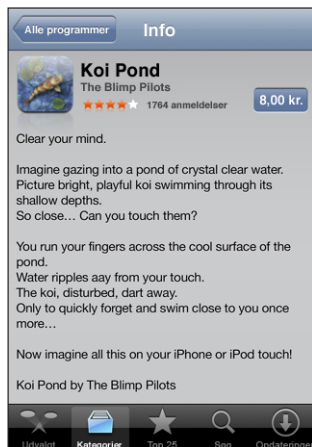 Alle programmer
Info
Koi Pond
The Blimp Pilots
1764 anmeldelser
8,00 kr.
Clear your mind.
Imagine gazing into a pond of crystal clear water.
Picture bright, playful koi swimming through its
shallow depths.
So close… Can you touch them?
You run your fingers across the cool surface of the
pond.
Water ripples aay from your touch.
The koi, disturbed, dart away.
Only to quickly forget and swim close to you once
more…
Now imagine all this on your iPhone or iPod touch!
Koi Pond by The Blimp Pilots
Udvalgt
Kategorier
Top 25
Søg
Opdateringer